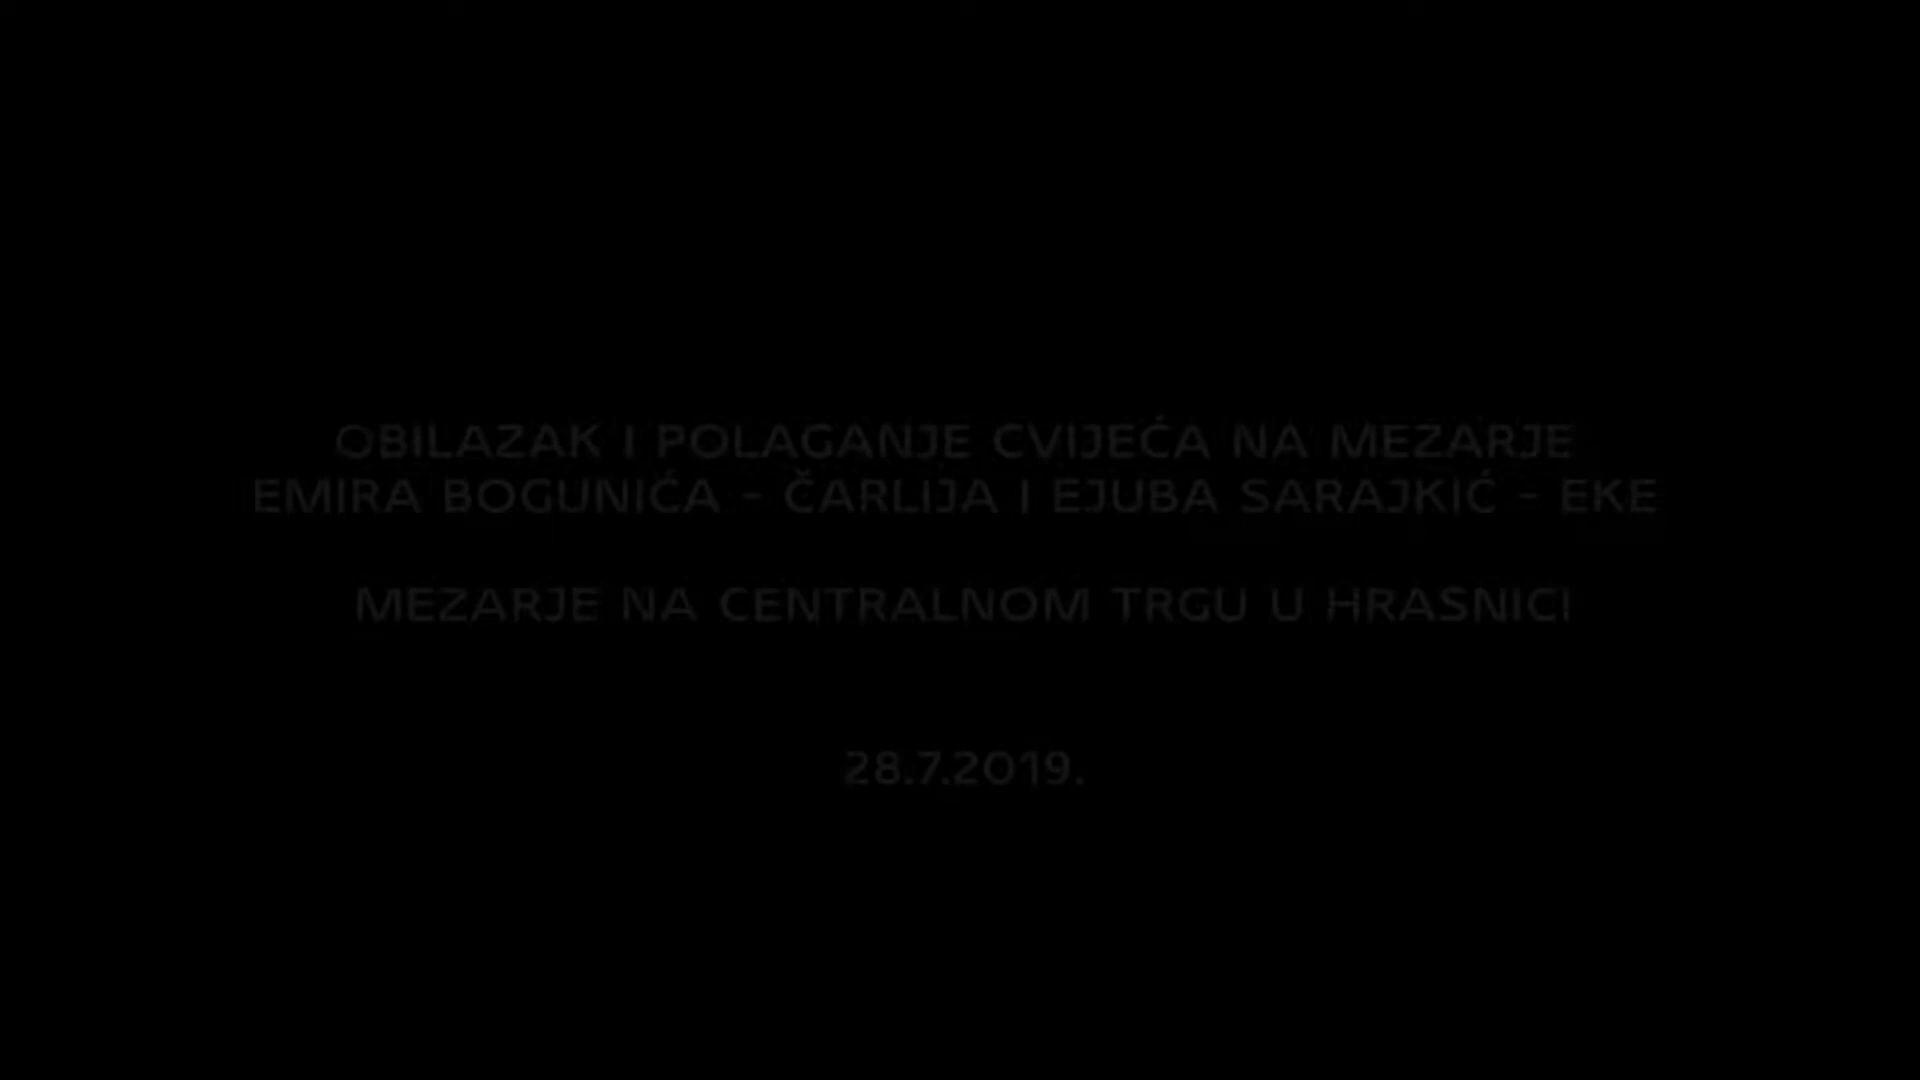 OBILAZAK I POLAGANJE CVIJEĆA NA MEZARJE
EMIRA BOGUNIĆA - ČARLIJA I EJUBA SARAJKIĆ - EKE
MEZARJE NA CENTRALNOM TRGU U HRASNICI
28.7.2019.